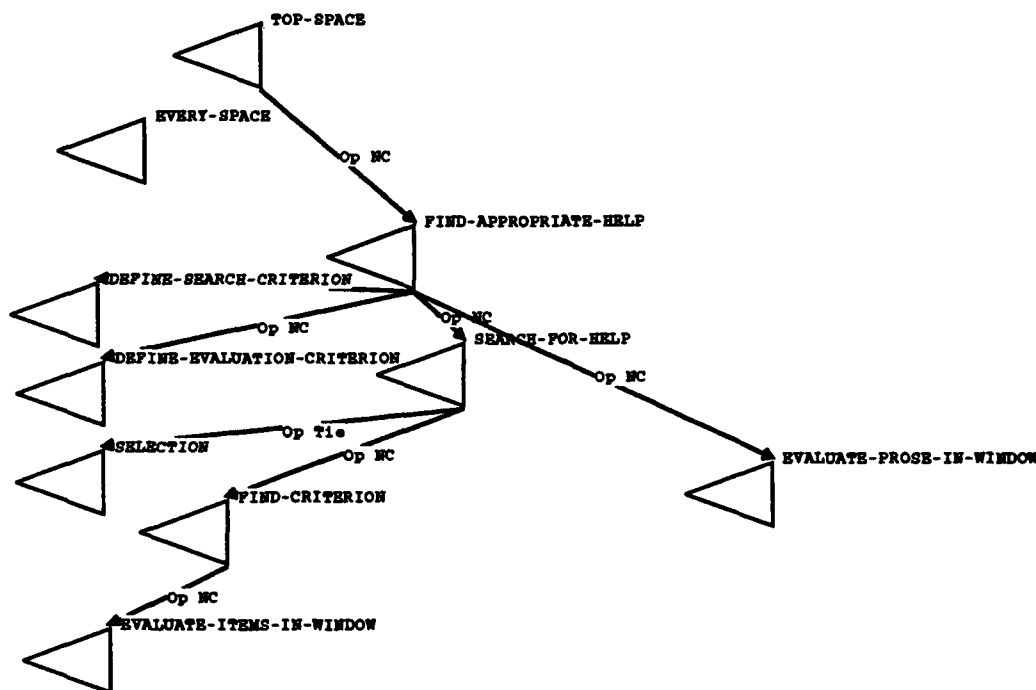 TOP-SPACE
EVERY-SPACE
Op NC
FIND-APPROPRIATE-HELP
DEFINE-SEARCH-CRITERION
Op NC
Op NC
SEARCH-FOR-HELP
DEFINE-EVALUATION-CRITERION
Op NC
Op Tie
SELECTION
Op NC
EVALUATE-PROSE-IN-WINDOW
FIND-CRITERION
Op NC
EVALUATE-ITEMS-IN-WINDOW